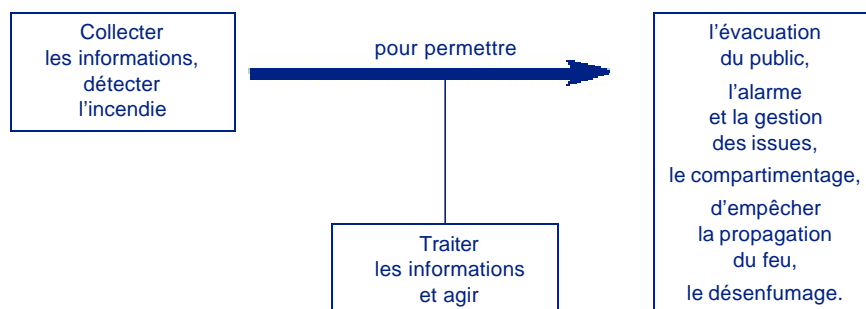 Collecter
les informations,
détecter
l'incendie
pour permettre
l'évacuation
du public,
l'alarme
et la gestion
des issues,
le compartimentage,
d'empêcher
la propagation
du feu,
le désenfumage.
Traiter
les informations
et agir